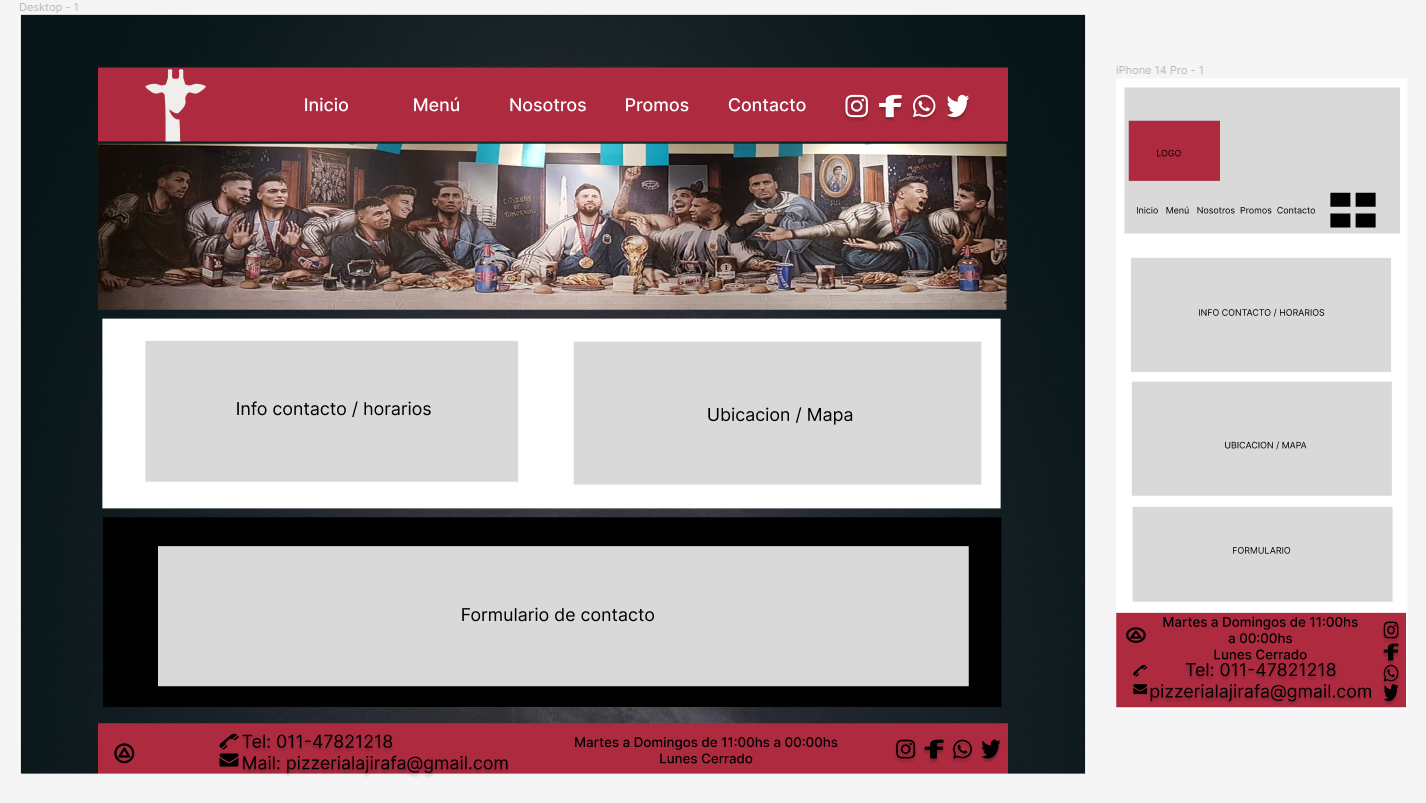 Desktop - 1
Inicio
Menú
Nosotros
Promos
Contacto
CITIZENS OF TOMORROW
Info contacto / horarios
Ubicacion / Mapa
Formulario de contacto
Tel: 011-47821218
Mail: pizzerialajirafa@gmail.com
Martes a Domingos de 11:00hs a 00:00hs
Lunes Cerrado
iPhone 14 Pro - 1
LOGO
Inicio Menú Nosotros Promos Contacto
INFO CONTACTO / HORARIOS
UBICACION / MAPA
FORMULARIO
Martes a Domingos de 11:00hs
a 00:00hs
Lunes Cerrado
Tel: 011-47821218
pizzerialajirafa@gmail.com